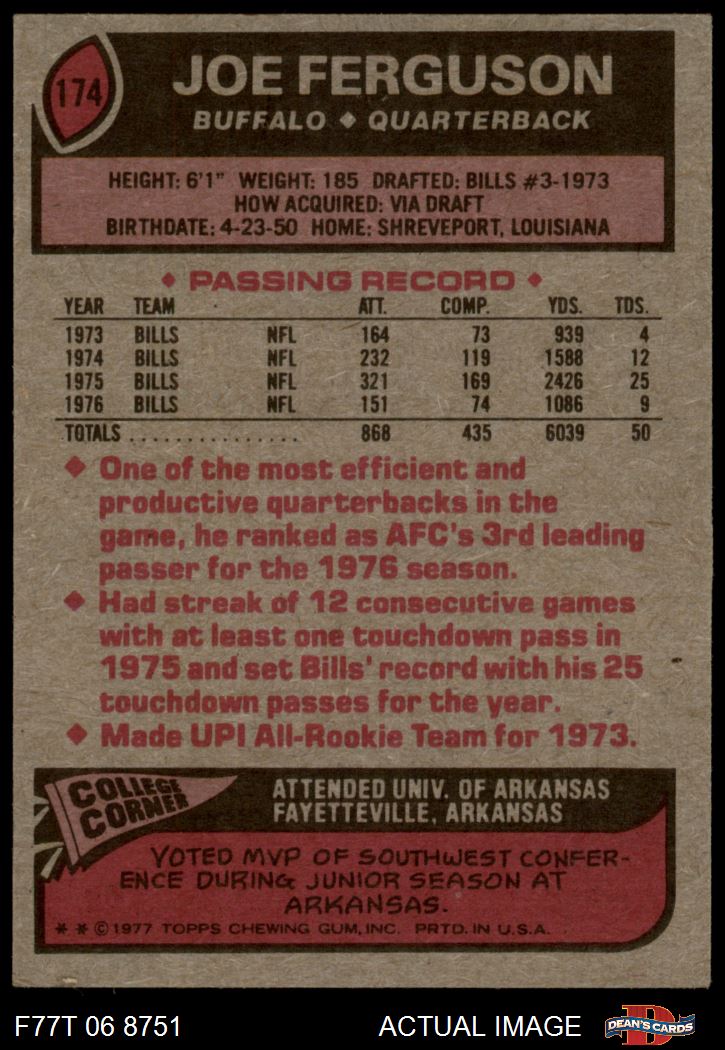 174
JOE FERGUSON
BUFFALO ◆ QUARTERBACK
HEIGHT: 6'1" WEIGHT: 185 DRAFTED: BILLS #3-1973
HOW ACQUIRED: VIA DRAFT
BIRTHDATE: 4-23-50 HOME: SHREVEPORT, LOUISIANA
◆ PASSING RECORD ◆
YEAR TEAM ATT. COMP. YDS. TDS.
1973 BILLS NFL 164 73 939 4
1974 BILLS NFL 232 119 1588 12
1975 BILLS NFL 321 169 2426 25
1976 BILLS NFL 151 74 1086 9
TOTALS ............... 868 435 6039 50
◆ One of the most efficient and
productive quarterbacks in the
game, he ranked as AFC's 3rd leading
passer for the 1976 season.
◆ Had streak of 12 consecutive games
with at least one touchdown pass in
1975 and set Bills' record with his 25
touchdown passes for the year.
◆ Made UPI All-Rookie Team for 1973.
COLLEGE
CORNER
ATTENDED UNIV. OF ARKANSAS
FAYETTEVILLE, ARKANSAS
VOTED MVP OF SOUTHWEST CONFER-
ENCE DURING JUNIOR SEASON AT
ARKANSAS.
* * © 1977 TOPPS CHEWING GUM, INC. PRTD. IN U.S.A.
F77T 06 8751 ACTUAL IMAGE
D
DEAN'S CARDS